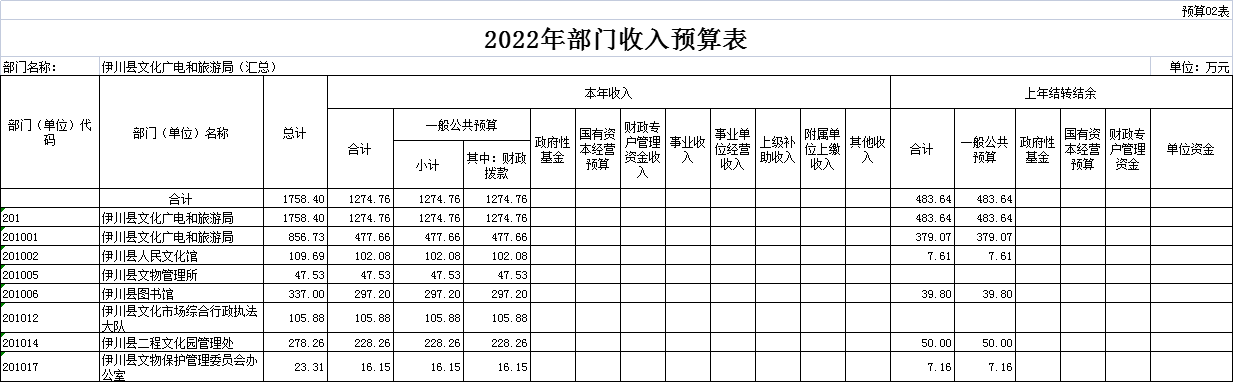 预算02表
2022年部门收入预算表
部门名称： 伊川县文化广电和旅游局（汇总） 单位：万元
部门（单位）代码 部门（单位）名称 总计 本年收入 上年结转结余
合计 一般公共预算 政府性基金 国有资本经营预算 财政专户管理资金收入 事业收入 事业单位经营收入 上级补助收入 附属单位上缴收入 其他收入 合计 一般公共预算 政府性基金 国有资本经营预算 财政专户管理资金 单位资金
小计 其中：财政拨款
合计 1758.40 1274.76 1274.76 1274.76 483.64 483.64
201 伊川县文化广电和旅游局 1758.40 1274.76 1274.76 1274.76 483.64 483.64
201001 伊川县文化广电和旅游局 856.73 477.66 477.66 477.66 379.07 379.07
201002 伊川县人民文化馆 109.69 102.08 102.08 102.08 7.61 7.61
201005 伊川县文物管理所 47.53 47.53 47.53 47.53
201006 伊川县图书馆 337.00 297.20 297.20 297.20 39.80 39.80
201012 伊川县文化市场综合行政执法大队 105.88 105.88 105.88 105.88
201014 伊川县二程文化园管理处 278.26 228.26 228.26 228.26 50.00 50.00
201017 伊川县文物保护管理委员会办公室 23.31 16.15 16.15 16.15 7.16 7.16